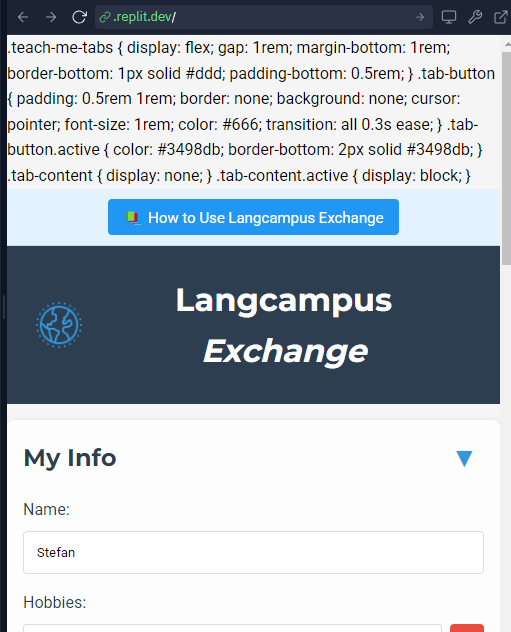 .replit.dev/
.teach-me-tabs { display: flex; gap: 1rem; margin-bottom: 1rem;
border-bottom: 1px solid #ddd; padding-bottom: 0.5rem; } .tab-button
{ padding: 0.5rem 1rem; border: none; background: none; cursor:
pointer; font-size: 1rem; color: #666; transition: all 0.3s ease; } .tab-
button.active { color: #3498db; border-bottom: 2px solid #3498db; }
.tab-content { display: none; } .tab-content.active { display: block; }
How to Use Langcampus Exchange
Langcampus
Exchange
My Info
Name:
Stefan
Hobbies: